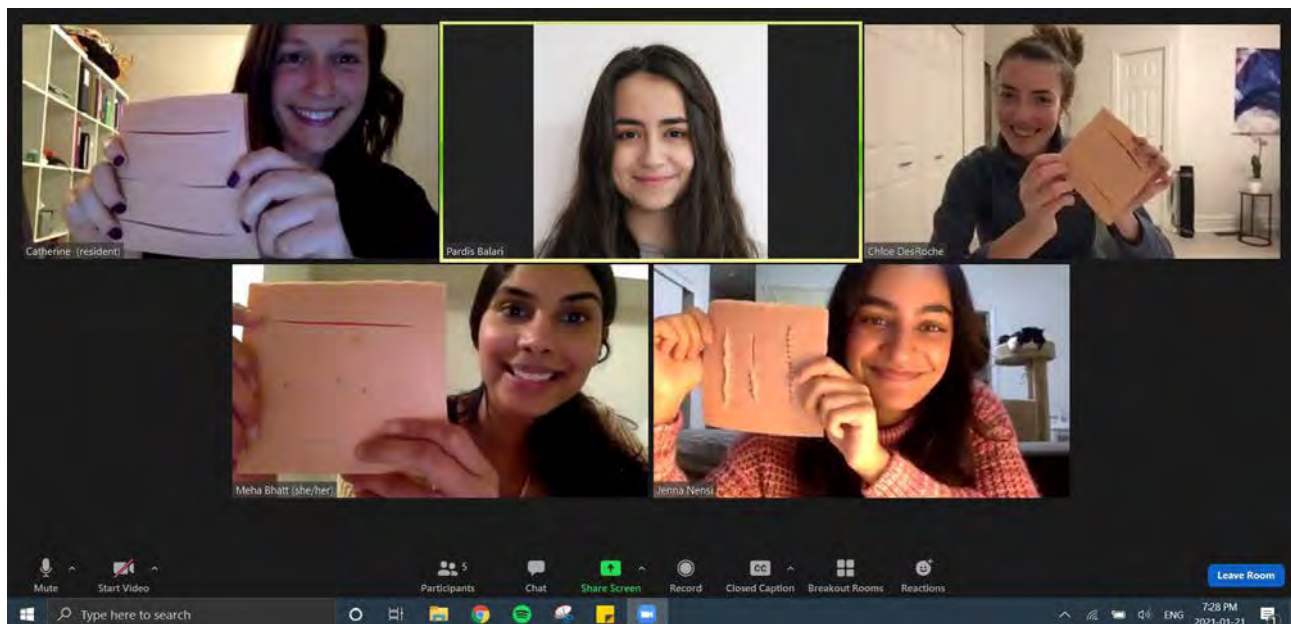 Catherine (resident)
Pardis Balari
Chloe DesRoche
Meha Bhatt (she/her)
Jenna Nensi
5
Mute
Start Video
Participants
Chat
Share Screen
Record
CC
Closed Caption
Breakout Rooms
Reactions
Leave Room
Type here to search
ENG
7:28 PM
2021-01-21
1